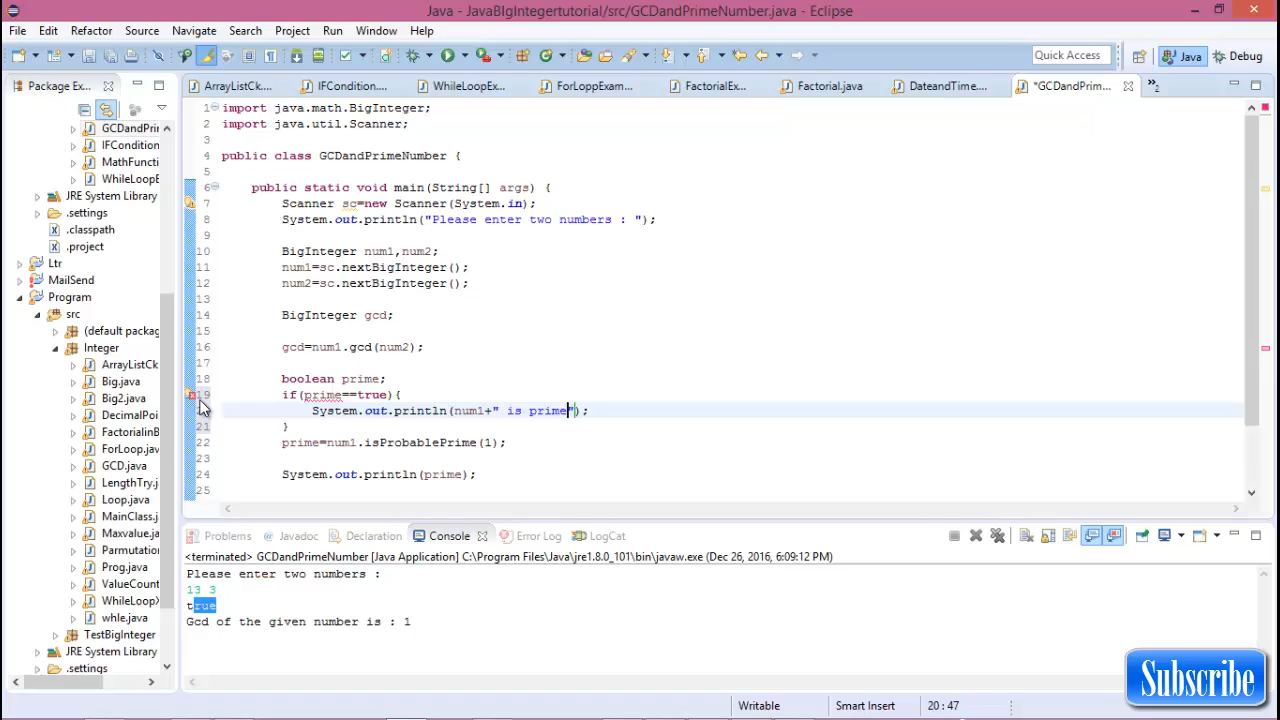 Java - JavaBIgIntegertutorial/src/GCDandPrimeNumber.java - Eclipse
File Edit Refactor Source Navigate Search Project Run Window Help
Quick Access Java Debug
Package Ex... ArrayListCk... IFCondition.... WhileLoopEx... ForLoppExam... FactorialEx... Factorial.java DateandTime.... *GCDandPrim... 2
GCDandPri
IFCondition
MathFuncti
WhileLoopE
JRE System Library
.settings
.classpath
.project
Ltr
MailSend
Program
src
(default packag
Integer
ArrayListCk
Big.java
Big2.java
DecimalPoi
Factorial.in
ForLoop.jav
GCD.java
LengthTry.j
Loop.java
MainClass.j
Maxvalue.j
Parmutation
Prog.java
ValueCount
WhileLoopX
whle.java
TestBigInteger
JRE System Library
.settings
1 import java.math.BigInteger;
2 import java.util.Scanner;
3
4 public class GCDandPrimeNumber {
5
6 public static void main(String[] args) {
7 Scanner sc=new Scanner(System.in);
8 System.out.println("Please enter two numbers : ");
9
10 BigInteger num1,num2;
11 num1=sc.nextBigInteger();
12 num2=sc.nextBigInteger();
13
14 BigInteger gcd;
15
16 gcd=num1.gcd(num2);
17
18 boolean prime;
19 if(prime==true){
System.out.println(num1+" is prime");
21 }
22 prime=num1.isProbablePrime(1);
23
24 System.out.println(prime);
25
Problems Javadoc Declaration Console Error Log LogCat
<terminated> GCDandPrimeNumber [Java Application] C:\Program Files\Java\jre1.8.0_101\bin\javaw.exe (Dec 26, 2016, 6:09:12 PM)
Please enter two numbers :
13 3
true
Gcd of the given number is : 1
Subscribe
Writable Smart Insert 20 : 47